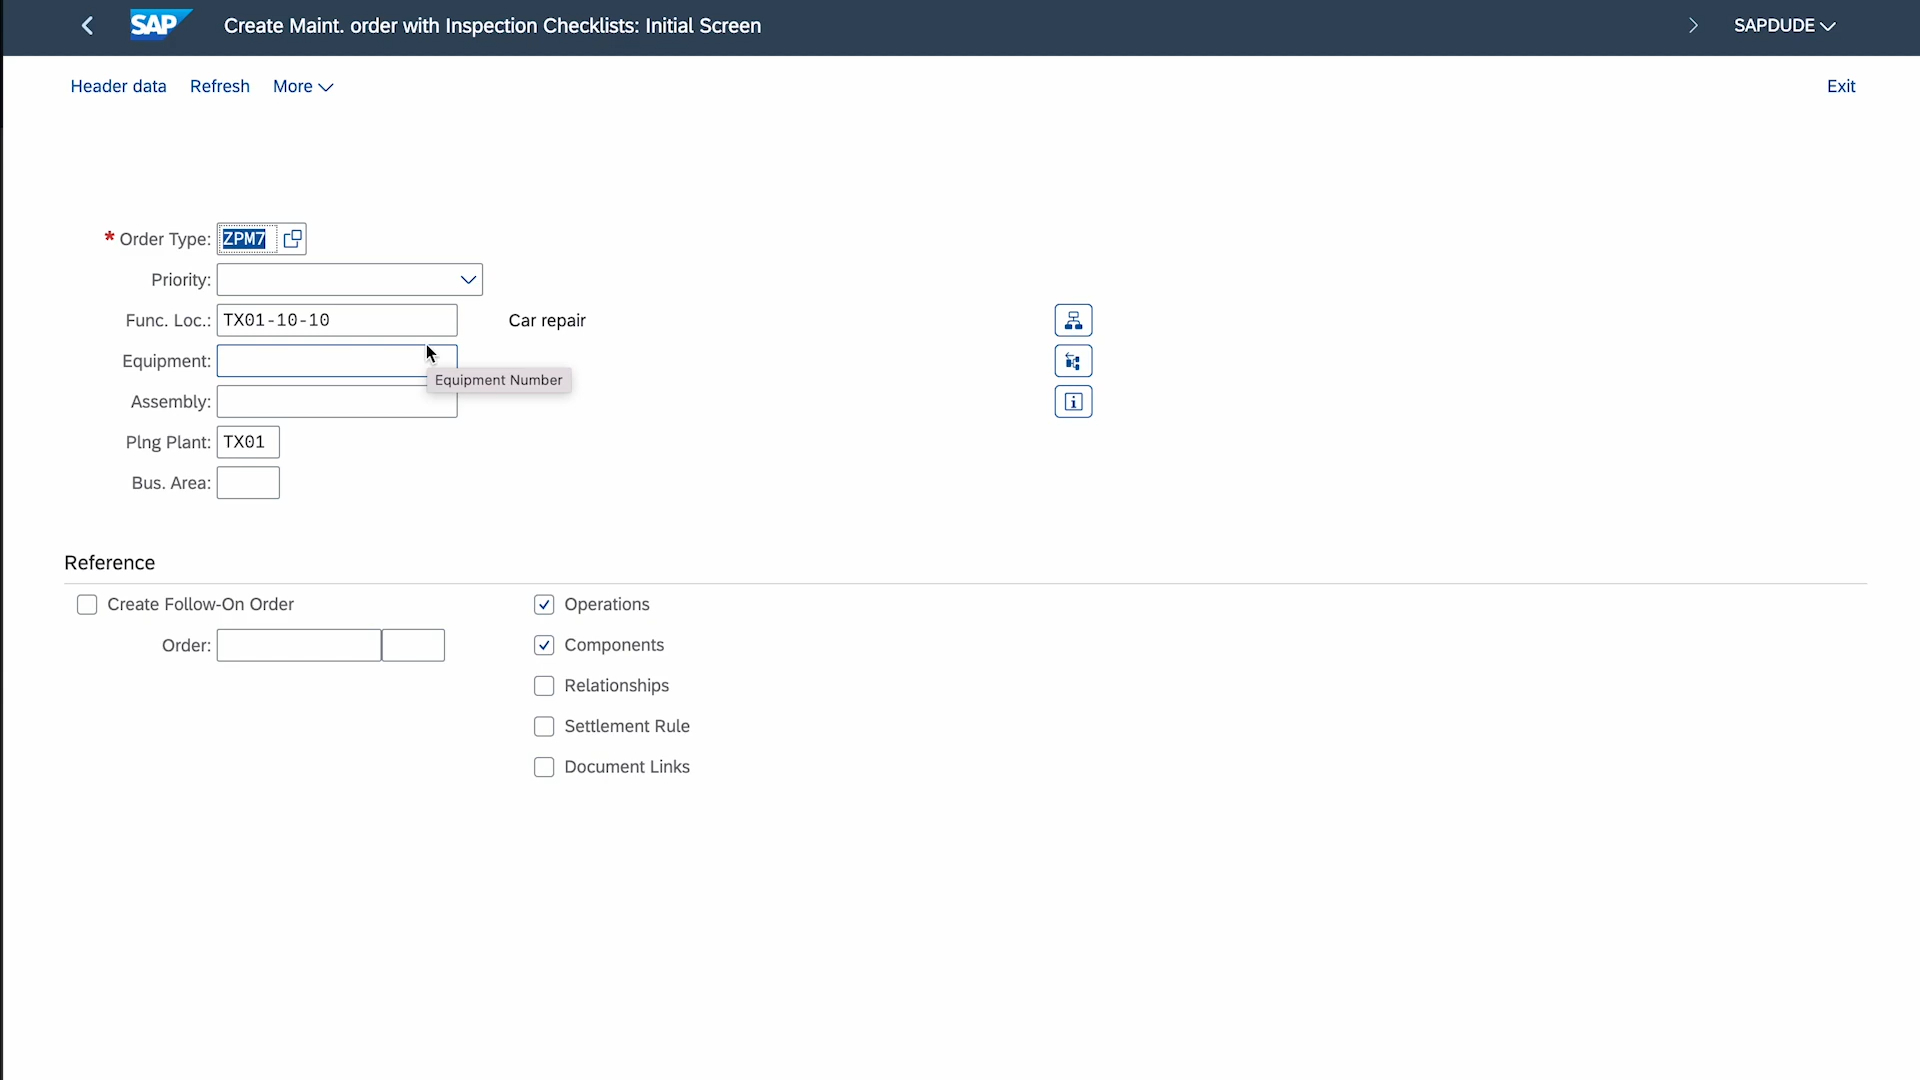 SAP Create Maint. order with Inspection Checklists: Initial Screen SAPDUDE
Header data Refresh More Exit
* Order Type: ZPM7
Priority:
Func. Loc.: TX01-10-10 Car repair
Equipment:
Equipment Number
Assembly:
Plng Plant: TX01
Bus. Area:
Reference
Create Follow-On Order Operations
Order: Components
Relationships
Settlement Rule
Document Links